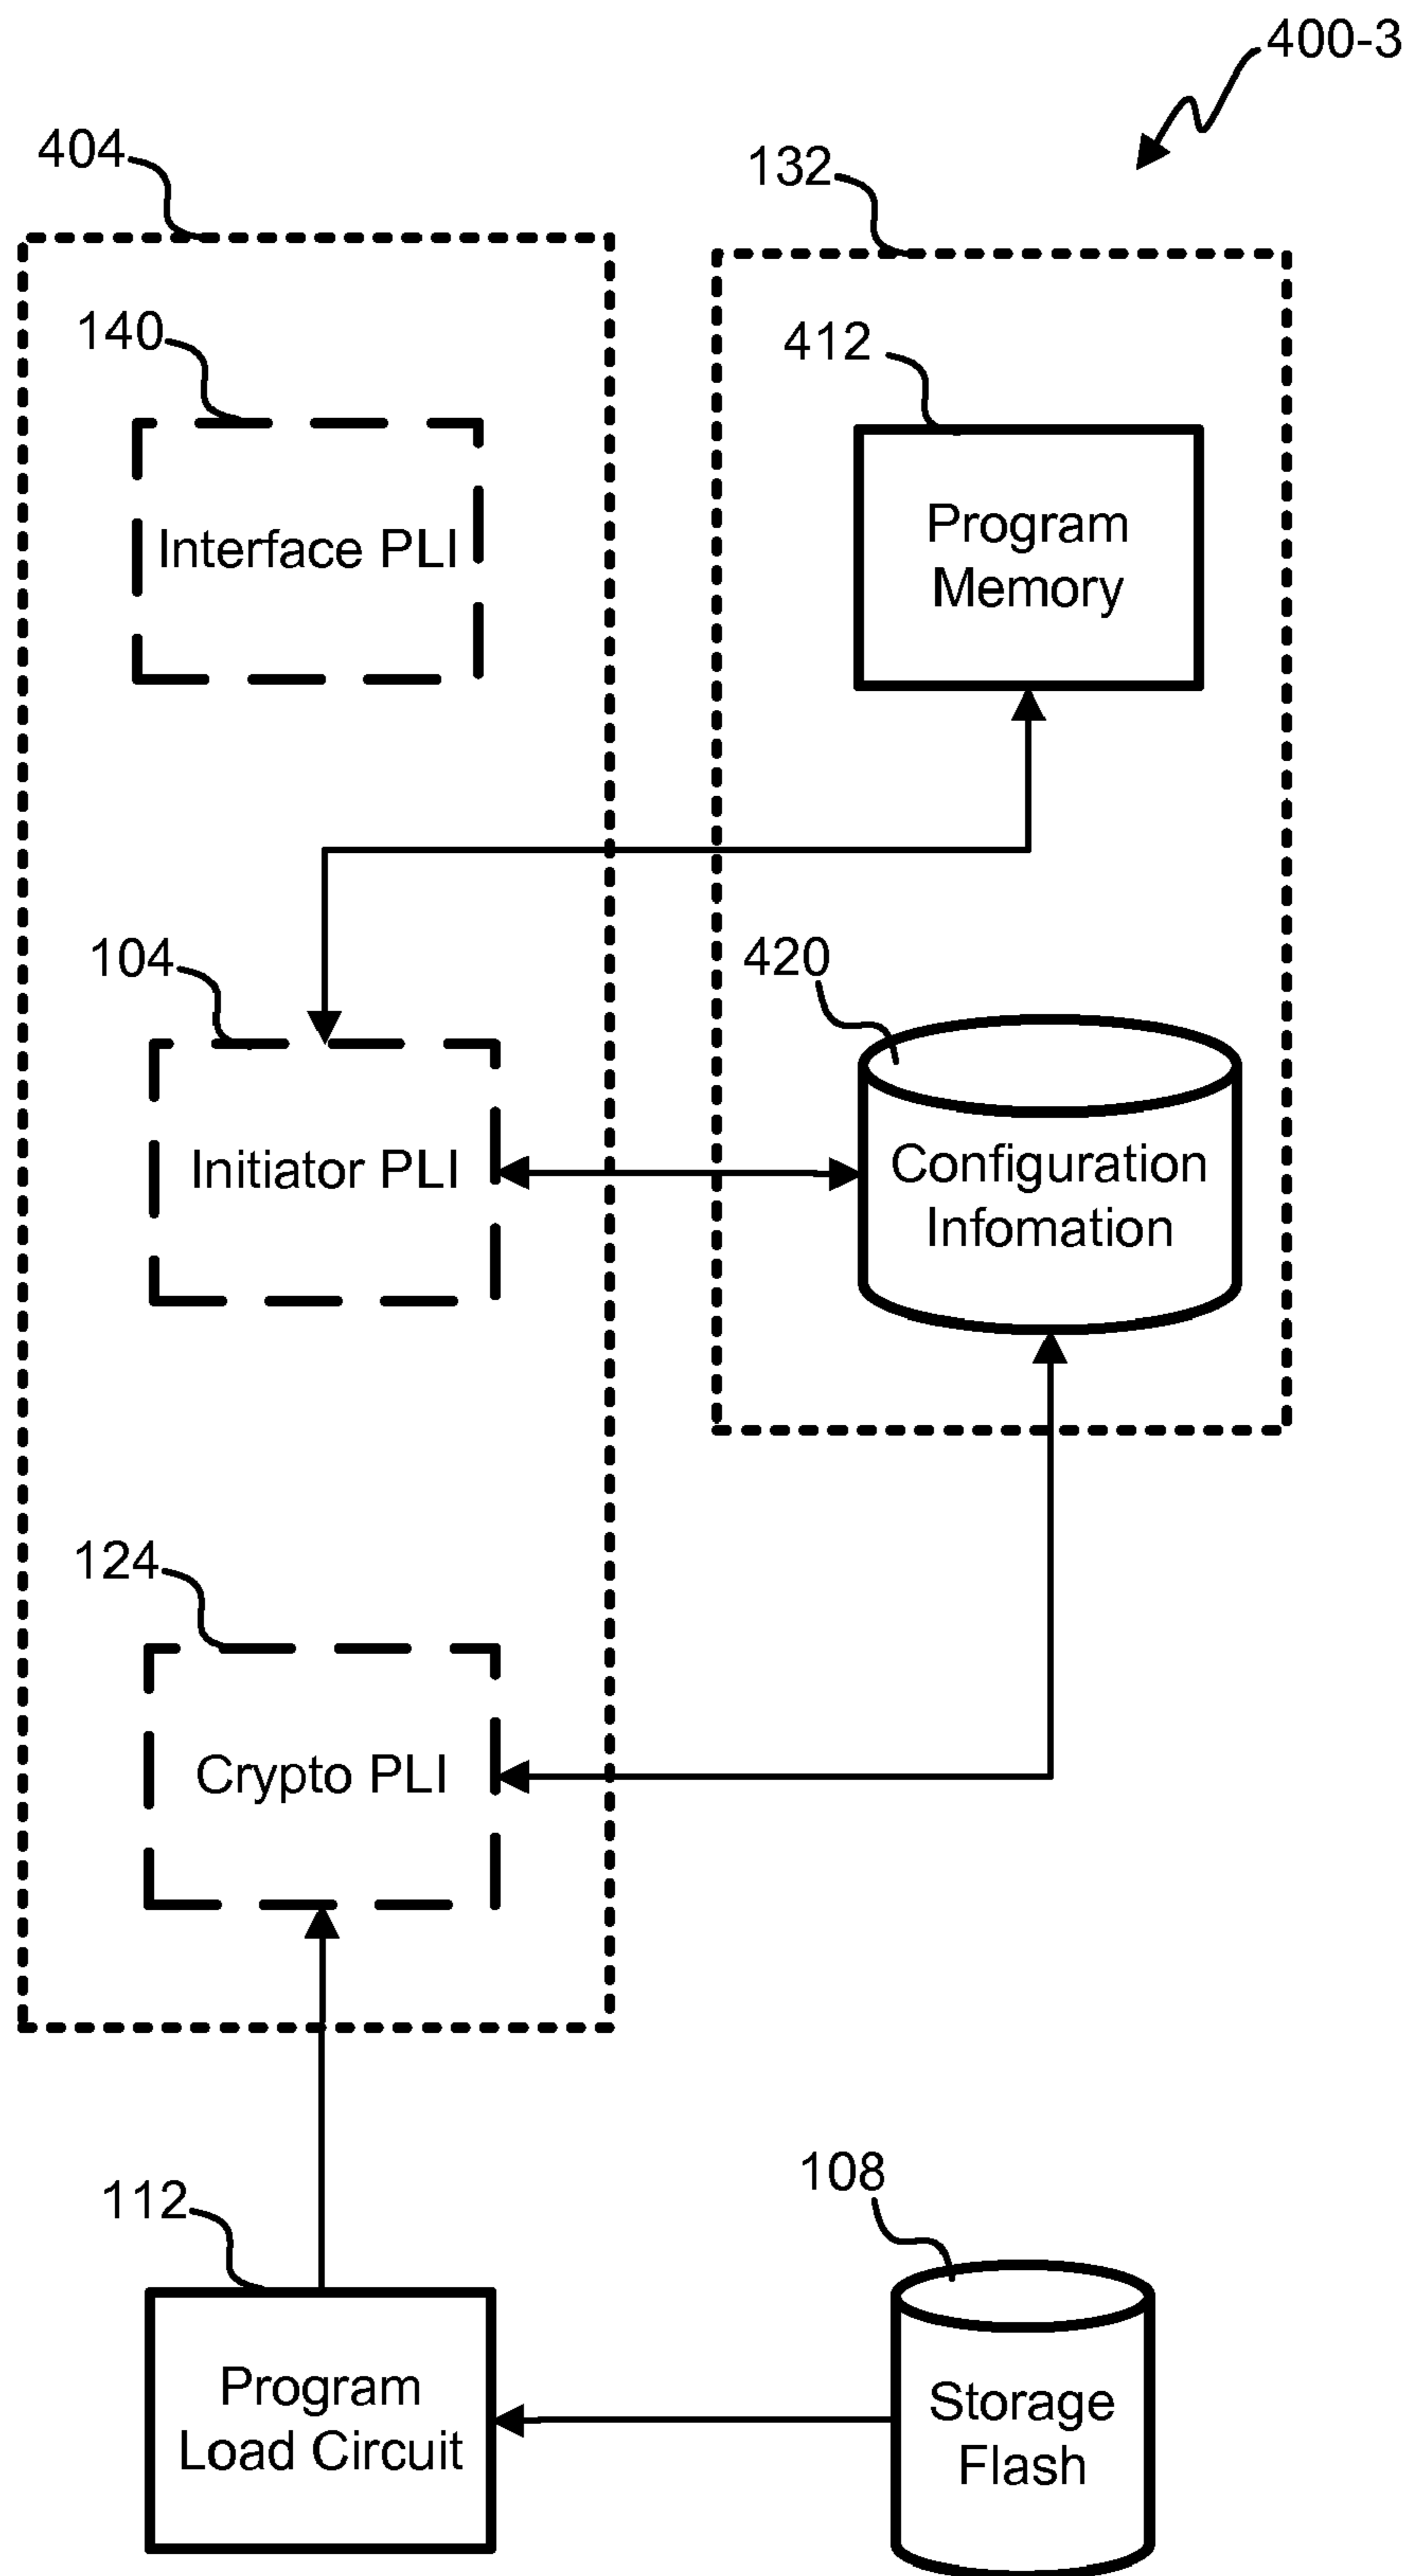 400-3
404
132
140
412
Interface PLI
Program
Memory
104
420
Initiator PLI
Configuration
Infomation
124
Crypto PLI
112
108
Program
Load Circuit
Storage
Flash